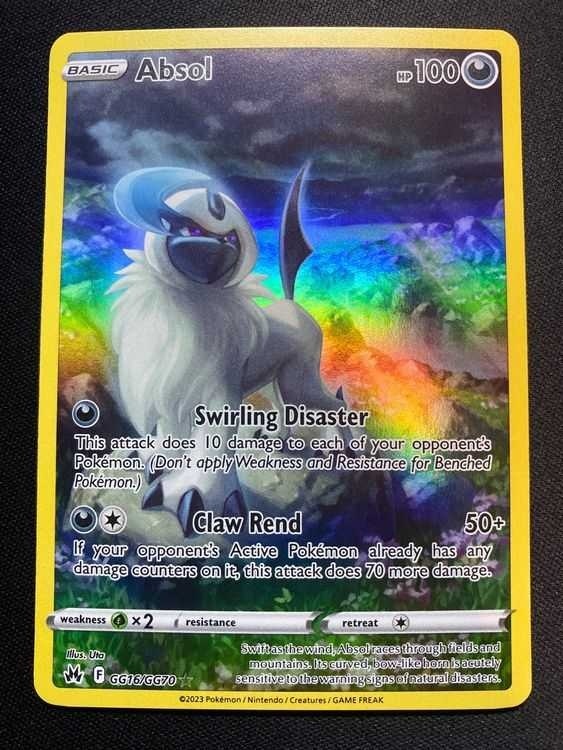 BASIC Absol HP 100
Swirling Disaster
This attack does 10 damage to each of your opponent's
Pokémon. (Don't apply Weakness and Resistance for Benched
Pokémon.)
Claw Rend 50+
If your opponent's Active Pokémon already has any
damage counters on it, this attack does 70 more damage.
weakness ×2 resistance retreat
Illus. Uta
Swift as the wind, Absol races through fields and
mountains. Its curved, bow-like horn is acutely
sensitive to the warning signs of natural disasters.
F GG16/GG70
©2023 Pokémon / Nintendo / Creatures / GAME FREAK